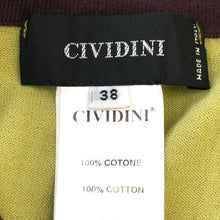 CIVIDINI
MADE IN ITALY
38
CIVIDINI®
100% COTONE
100% COTTON